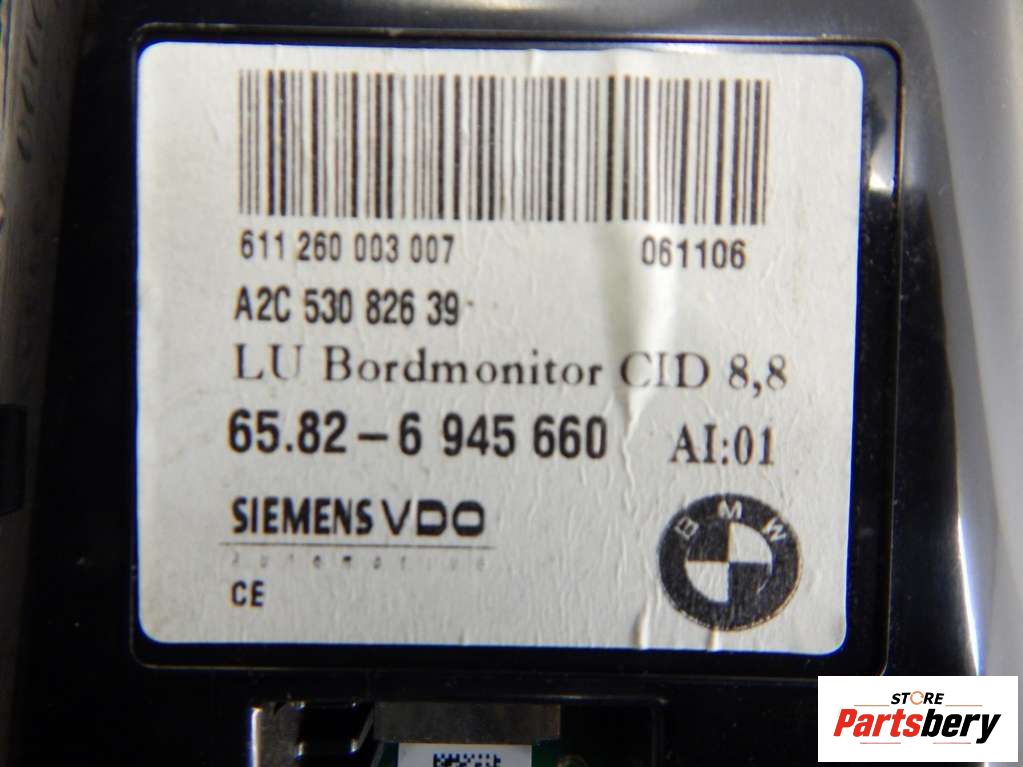 611 260 003 007 061106
A2C 530 826 39
LU Bordmonitor CID 8,8
65.82-6 945 660 AI:01
SIEMENS VDO
Automotive
CE
BMW
STORE
Partsbery